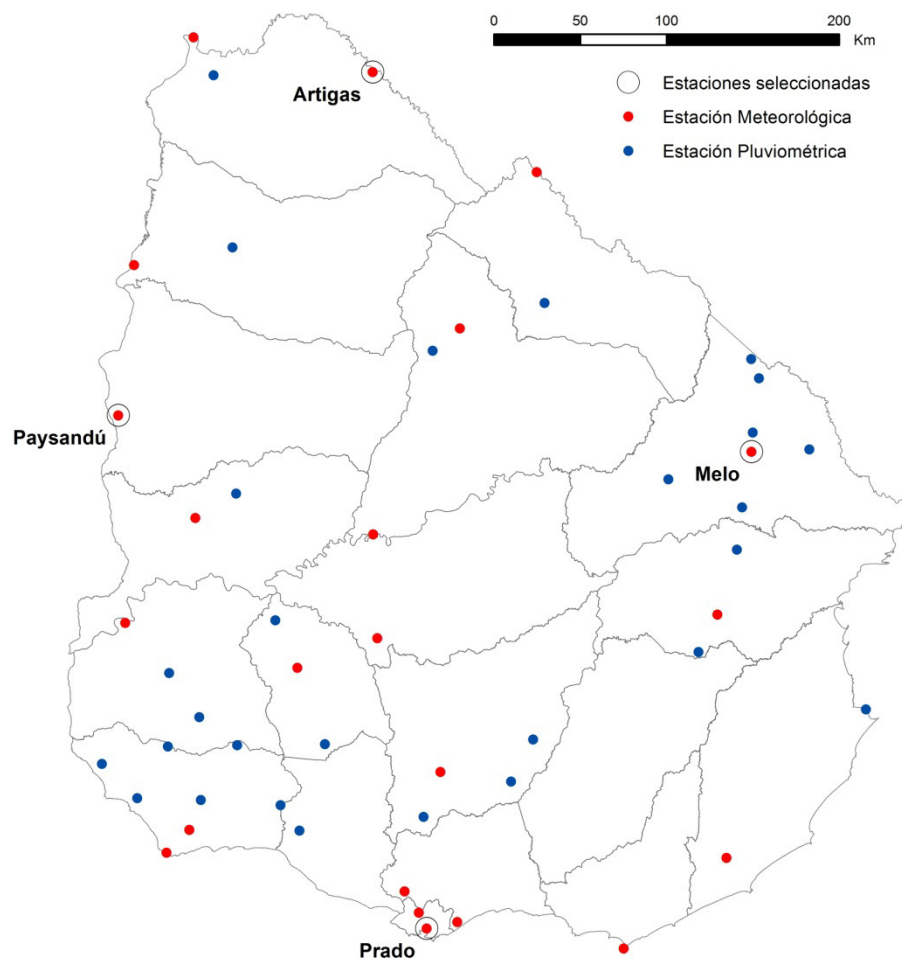 0 50 100 200
Km
Estaciones seleccionadas
Artigas
Estación Meteorológica
Estación Pluviométrica
Paysandú
Melo
Prado